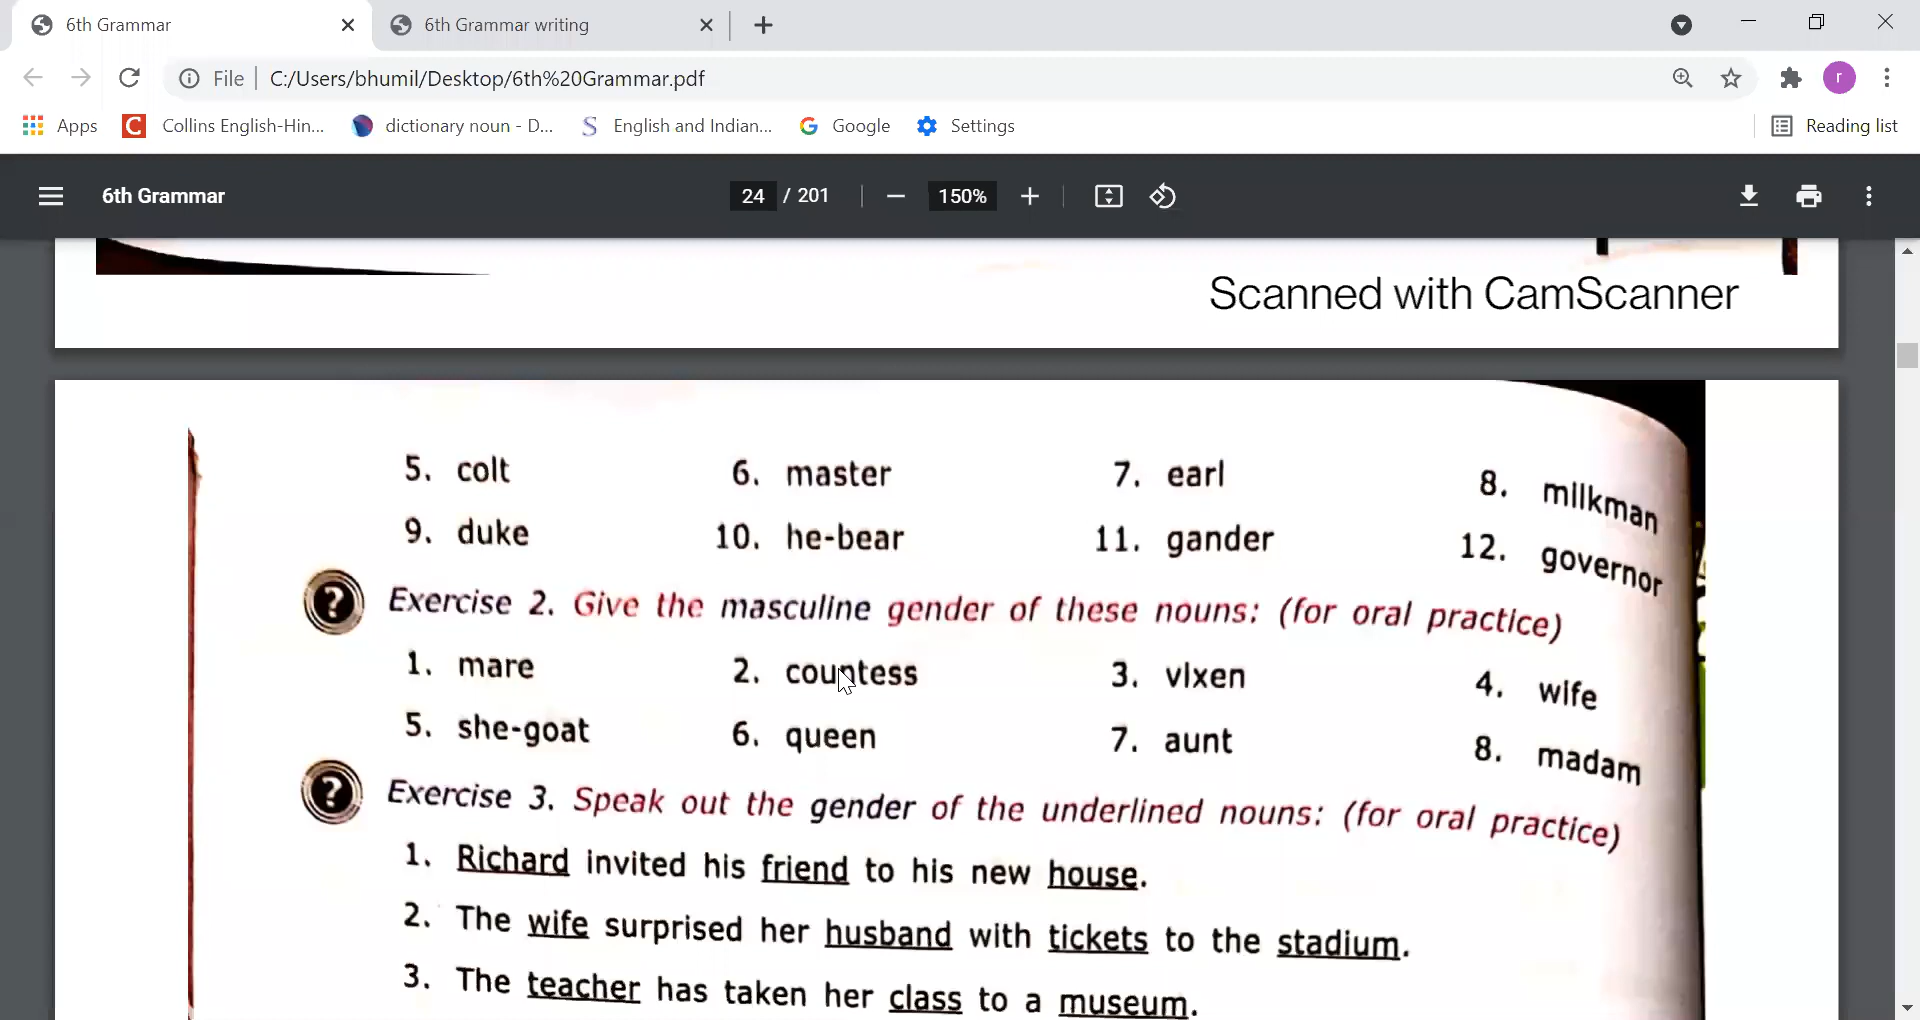 6th Grammar
6th Grammar writing
File C:/Users/bhumil/Desktop/6th%20Grammar.pdf
r
Apps Collins English-Hin... dictionary noun - D... English and Indian... Google Settings Reading list
6th Grammar 24 / 201 150%
Scanned with CamScanner
5. colt 6. master 7. earl 8. milkman
9. duke 10. he-bear 11. gander 12. governor
? Exercise 2. Give the masculine gender of these nouns: (for oral practice)
1. mare 2. countess 3. vixen 4. wife
5. she-goat 6. queen 7. aunt 8. madam
? Exercise 3. Speak out the gender of the underlined nouns: (for oral practice)
1. Richard invited his friend to his new house.
2. The wife surprised her husband with tickets to the stadium.
3. The teacher has taken her class to a museum.